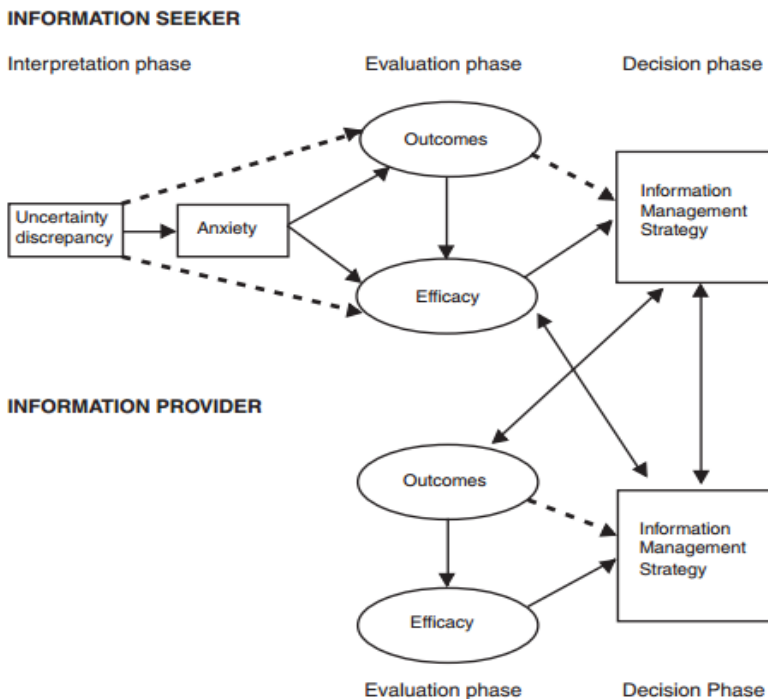 INFORMATION SEEKER
Interpretation phase
Evaluation phase
Decision phase
Outcomes
Uncertainty
discrepancy
Anxiety
Efficacy
Information
Management
Strategy
INFORMATION PROVIDER
Outcomes
Efficacy
Information
Management
Strategy
Evaluation phase
Decision Phase